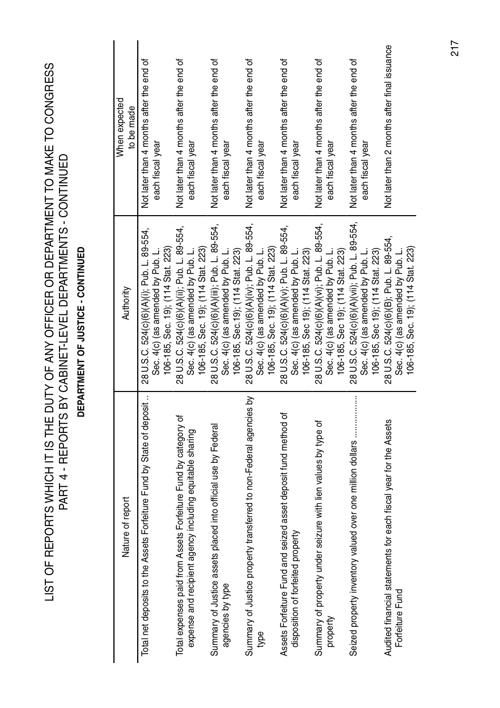 LIST OF REPORTS WHICH IT IS THE DUTY OF ANY OFFICER OR DEPARTMENT TO MAKE TO CONGRESS
PART 4 - REPORTS BY CABINET-LEVEL DEPARTMENTS - CONTINUED
DEPARTMENT OF JUSTICE - CONTINUED
Nature of report
Authority
When expected
to be made
Total net deposits to the Assets Forfeiture Fund by State of deposit ..
28 U.S.C. 524(c)(6)(A)(i); Pub. L. 89-554,
Sec. 4(c) (as amended by Pub. L.
106-185, Sec. 19); (114 Stat. 223)
Not later than 4 months after the end of
each fiscal year
Total expenses paid from Assets Forfeiture Fund by category of
expense and recipient agency including equitable sharing
28 U.S.C. 524(c)(6)(A)(ii); Pub. L. 89-554,
Sec. 4(c) (as amended by Pub. L.
106-185, Sec. 19); (114 Stat. 223)
Not later than 4 months after the end of
each fiscal year
Summary of Justice assets placed into official use by Federal
agencies by type
28 U.S.C. 524(c)(6)(A)(iii); Pub. L. 89-554,
Sec. 4(c) (as amended by Pub. L.
106-185, Sec.19); (114 Stat. 223)
Not later than 4 months after the end of
each fiscal year
Summary of Justice property transferred to non-Federal agencies by
type
28 U.S.C. 524(c)(6)(A)(iv); Pub. L. 89-554,
Sec. 4(c) (as amended by Pub. L.
106-185, Sec. 19); (114 Stat. 223)
Not later than 4 months after the end of
each fiscal year
Assets Forfeiture Fund and seized asset deposit fund method of
disposition of forfeited property
28 U.S.C. 524(c)(6)(A)(v); Pub. L. 89-554,
Sec. 4(c) (as amended by Pub. L.
106-185, Sec. 19); (114 Stat. 223)
Not later than 4 months after the end of
each fiscal year
Summary of property under seizure with lien values by type of
property
28 U.S.C. 524(c)(6)(A)(vi); Pub. L. 89-554,
Sec. 4(c) (as amended by Pub. L.
106-185, Sec 19); (114 Stat. 223)
Not later than 4 months after the end of
each fiscal year
Seized property inventory valued over one million dollars .................
28 U.S.C. 524(c)(6)(A)(vii); Pub. L. 89-554,
Sec. 4(c) (as amended by Pub. L.
106-185, Sec. 19); (114 Stat. 223)
Not later than 4 months after the end of
each fiscal year
Audited financial statements for each fiscal year for the Assets
Forfeiture Fund
28 U.S.C. 524(c)(6)(B); Pub. L. 89-554,
Sec. 4(c) (as amended by Pub. L.
106-185, Sec. 19); (114 Stat. 223)
Not later than 2 months after final issuance
217